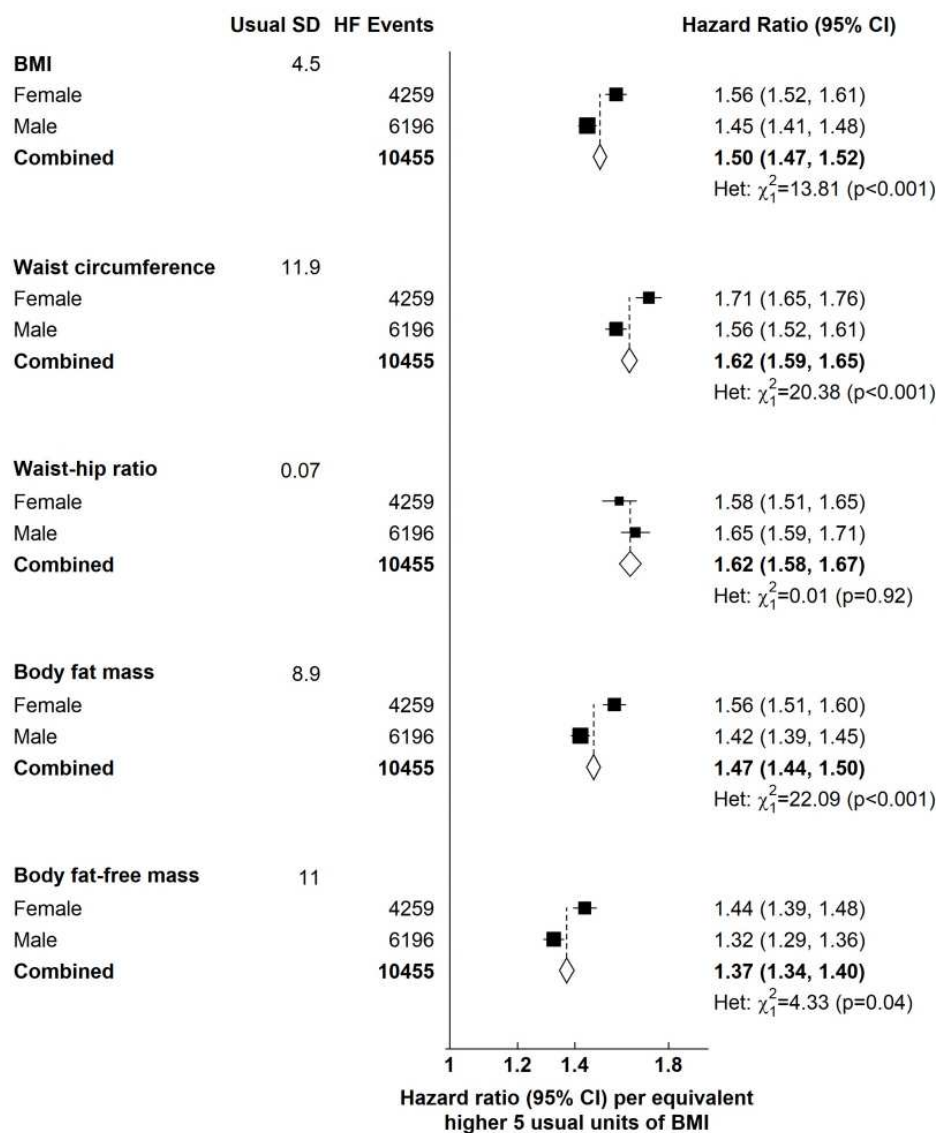 Usual SD HF Events Hazard Ratio (95% CI)
BMI 4.5
Female 4259 1.56 (1.52, 1.61)
Male 6196 1.45 (1.41, 1.48)
Combined 10455 1.50 (1.47, 1.52)
Het: χ²₁=13.81 (p<0.001)
Waist circumference 11.9
Female 4259 1.71 (1.65, 1.76)
Male 6196 1.56 (1.52, 1.61)
Combined 10455 1.62 (1.59, 1.65)
Het: χ²₁=20.38 (p<0.001)
Waist-hip ratio 0.07
Female 4259 1.58 (1.51, 1.65)
Male 6196 1.65 (1.59, 1.71)
Combined 10455 1.62 (1.58, 1.67)
Het: χ²₁=0.01 (p=0.92)
Body fat mass 8.9
Female 4259 1.56 (1.51, 1.60)
Male 6196 1.42 (1.39, 1.45)
Combined 10455 1.47 (1.44, 1.50)
Het: χ²₁=22.09 (p<0.001)
Body fat-free mass 11
Female 4259 1.44 (1.39, 1.48)
Male 6196 1.32 (1.29, 1.36)
Combined 10455 1.37 (1.34, 1.40)
Het: χ²₁=4.33 (p=0.04)
1 1.2 1.4 1.8
Hazard ratio (95% CI) per equivalent
higher 5 usual units of BMI